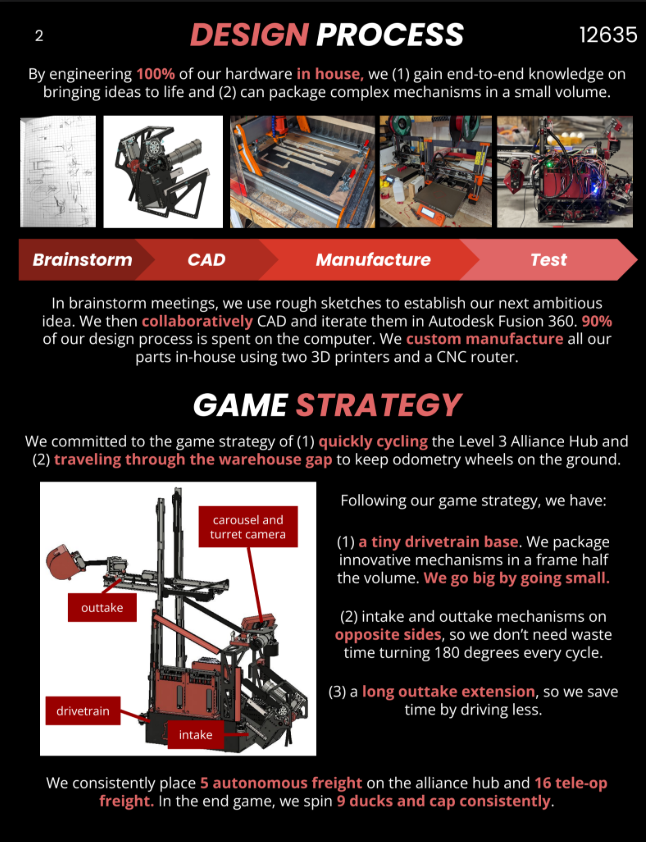 2
DESIGN PROCESS
12635
By engineering 100% of our hardware in house, we (1) gain end-to-end knowledge on
bringing ideas to life and (2) can package complex mechanisms in a small volume.
Brainstorm
CAD
Manufacture
Test
In brainstorm meetings, we use rough sketches to establish our next ambitious
idea. We then collaboratively CAD and iterate them in Autodesk Fusion 360. 90%
of our design process is spent on the computer. We custom manufacture all our
parts in-house using two 3D printers and a CNC router.
GAME STRATEGY
We committed to the game strategy of (1) quickly cycling the Level 3 Alliance Hub and
(2) traveling through the warehouse gap to keep odometry wheels on the ground.
carousel and
turret camera
outtake
drivetrain
intake
Following our game strategy, we have:
(1) a tiny drivetrain base. We package
innovative mechanisms in a frame half
the volume. We go big by going small.
(2) intake and outtake mechanisms on
opposite sides, so we don't need waste
time turning 180 degrees every cycle.
(3) a long outtake extension, so we save
time by driving less.
We consistently place 5 autonomous freight on the alliance hub and 16 tele-op
freight. In the end game, we spin 9 ducks and cap consistently.